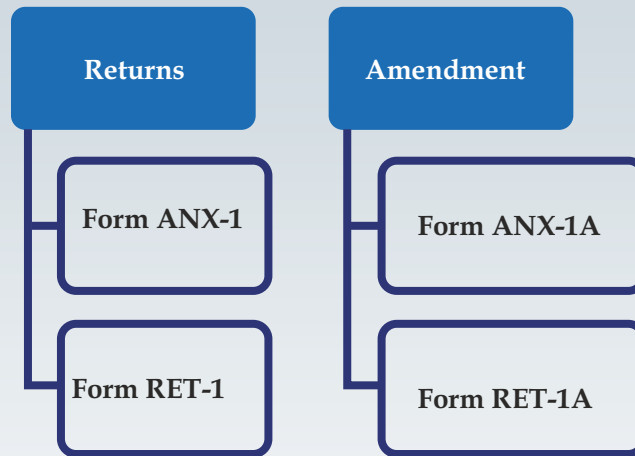 Returns
Form ANX-1
Form RET-1
Amendment
Form ANX-1A
Form RET-1A